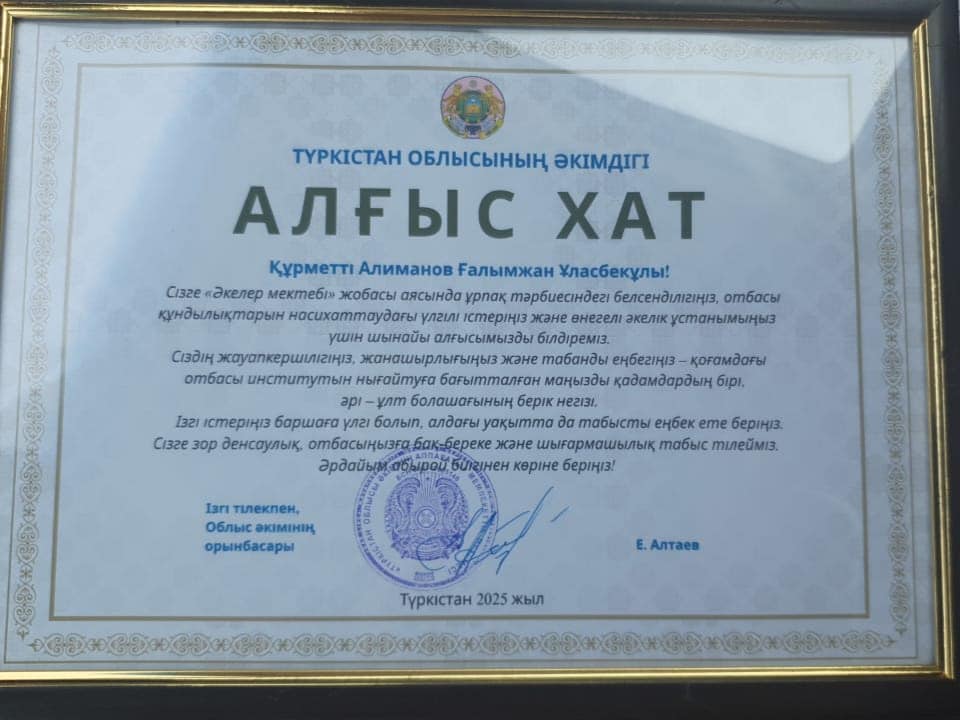 ТҮРКІСТАН ОБЛЫСЫНЫҢ ӘКІМДІГІ
АЛҒЫС ХАТ
Құрметті Алиманов Ғалымжан Ұласбекұлы!
Сізге «Әкелер мектебі» жобасы аясында ұрпақ тәрбиесіндегі белсенділігіңіз, отбасы
құндылықтарын насихаттаудағы үлгілі істеріңіз және өнегелі әкелік ұстанымыңыз
үшін шынайы алғысымызды білдіреміз.
Сіздің жауапкершілігіңіз, жанашырлығыңыз және табанды еңбегіңіз – қоғамдағы
отбасы институтын нығайтуға бағытталған маңызды қадамдардың бірі,
әрі – ұлт болашағының берік негізі.
Ізгі істеріңіз баршаға үлгі болып, алдағы уақытта да табысты еңбек ете беріңіз.
Сізге зор денсаулық, отбасыңызға бақ-береке және шығармашылық табыс тілейміз.
Әрдайым абырой биігінен көріне беріңіз!
Ізгі тілекпен,
Облыс әкімінің
орынбасары
Е. Алтаев
Түркістан 2025 жыл